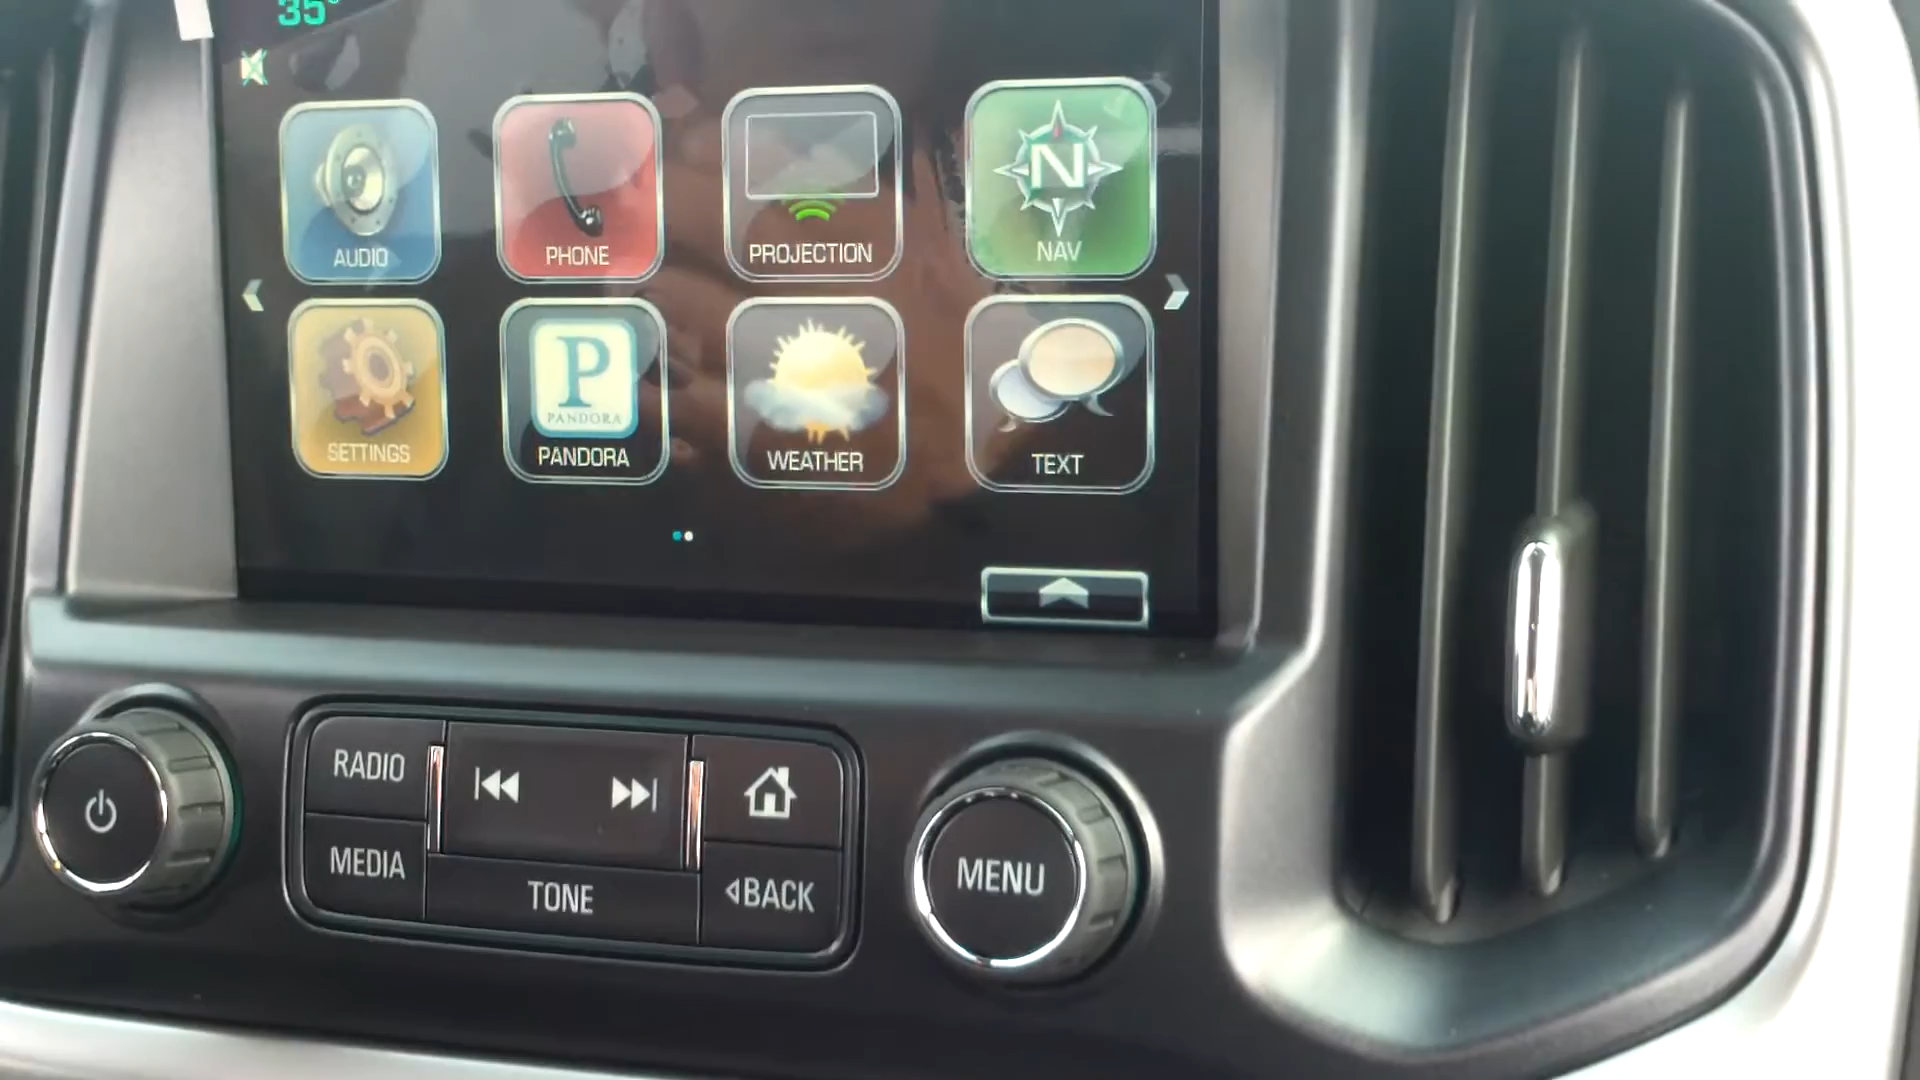 35°
AUDIO
PHONE
PROJECTION
N
NAV
SETTINGS
P
PANDORA
PANDORA
WEATHER
TEXT
RADIO
MEDIA
TONE
BACK
MENU